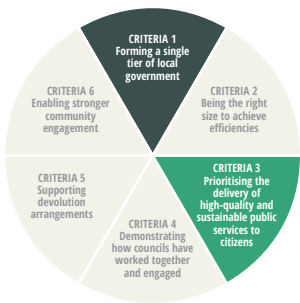 CRITERIA 1
Forming a single
tier of local
government
CRITERIA 2
Being the right
size to achieve
efficiencies
CRITERIA 3
Prioritising the
delivery of
high-quality and
sustainable public
services to
citizens
CRITERIA 4
Demonstrating
how councils have
worked together
and engaged
CRITERIA 5
Supporting
devolution
arrangements
CRITERIA 6
Enabling stronger
community
engagement